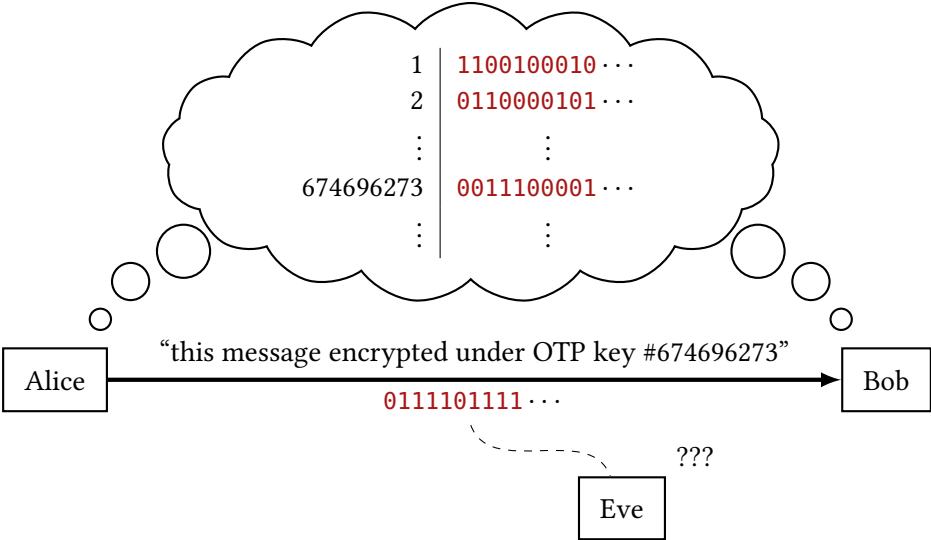 1 1100100010···
2 0110000101···
⋮ ⋮
674696273 0011100001···
⋮ ⋮
“this message encrypted under OTP key #674696273”
Alice Bob
0111101111···
???
Eve